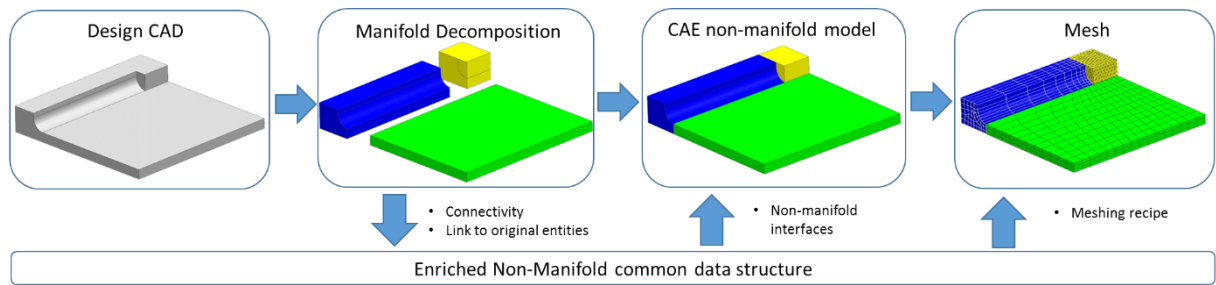 Design CAD
Manifold Decomposition
CAE non-manifold model
Mesh
• Connectivity
• Link to original entities
• Non-manifold
interfaces
• Meshing recipe
Enriched Non-Manifold common data structure